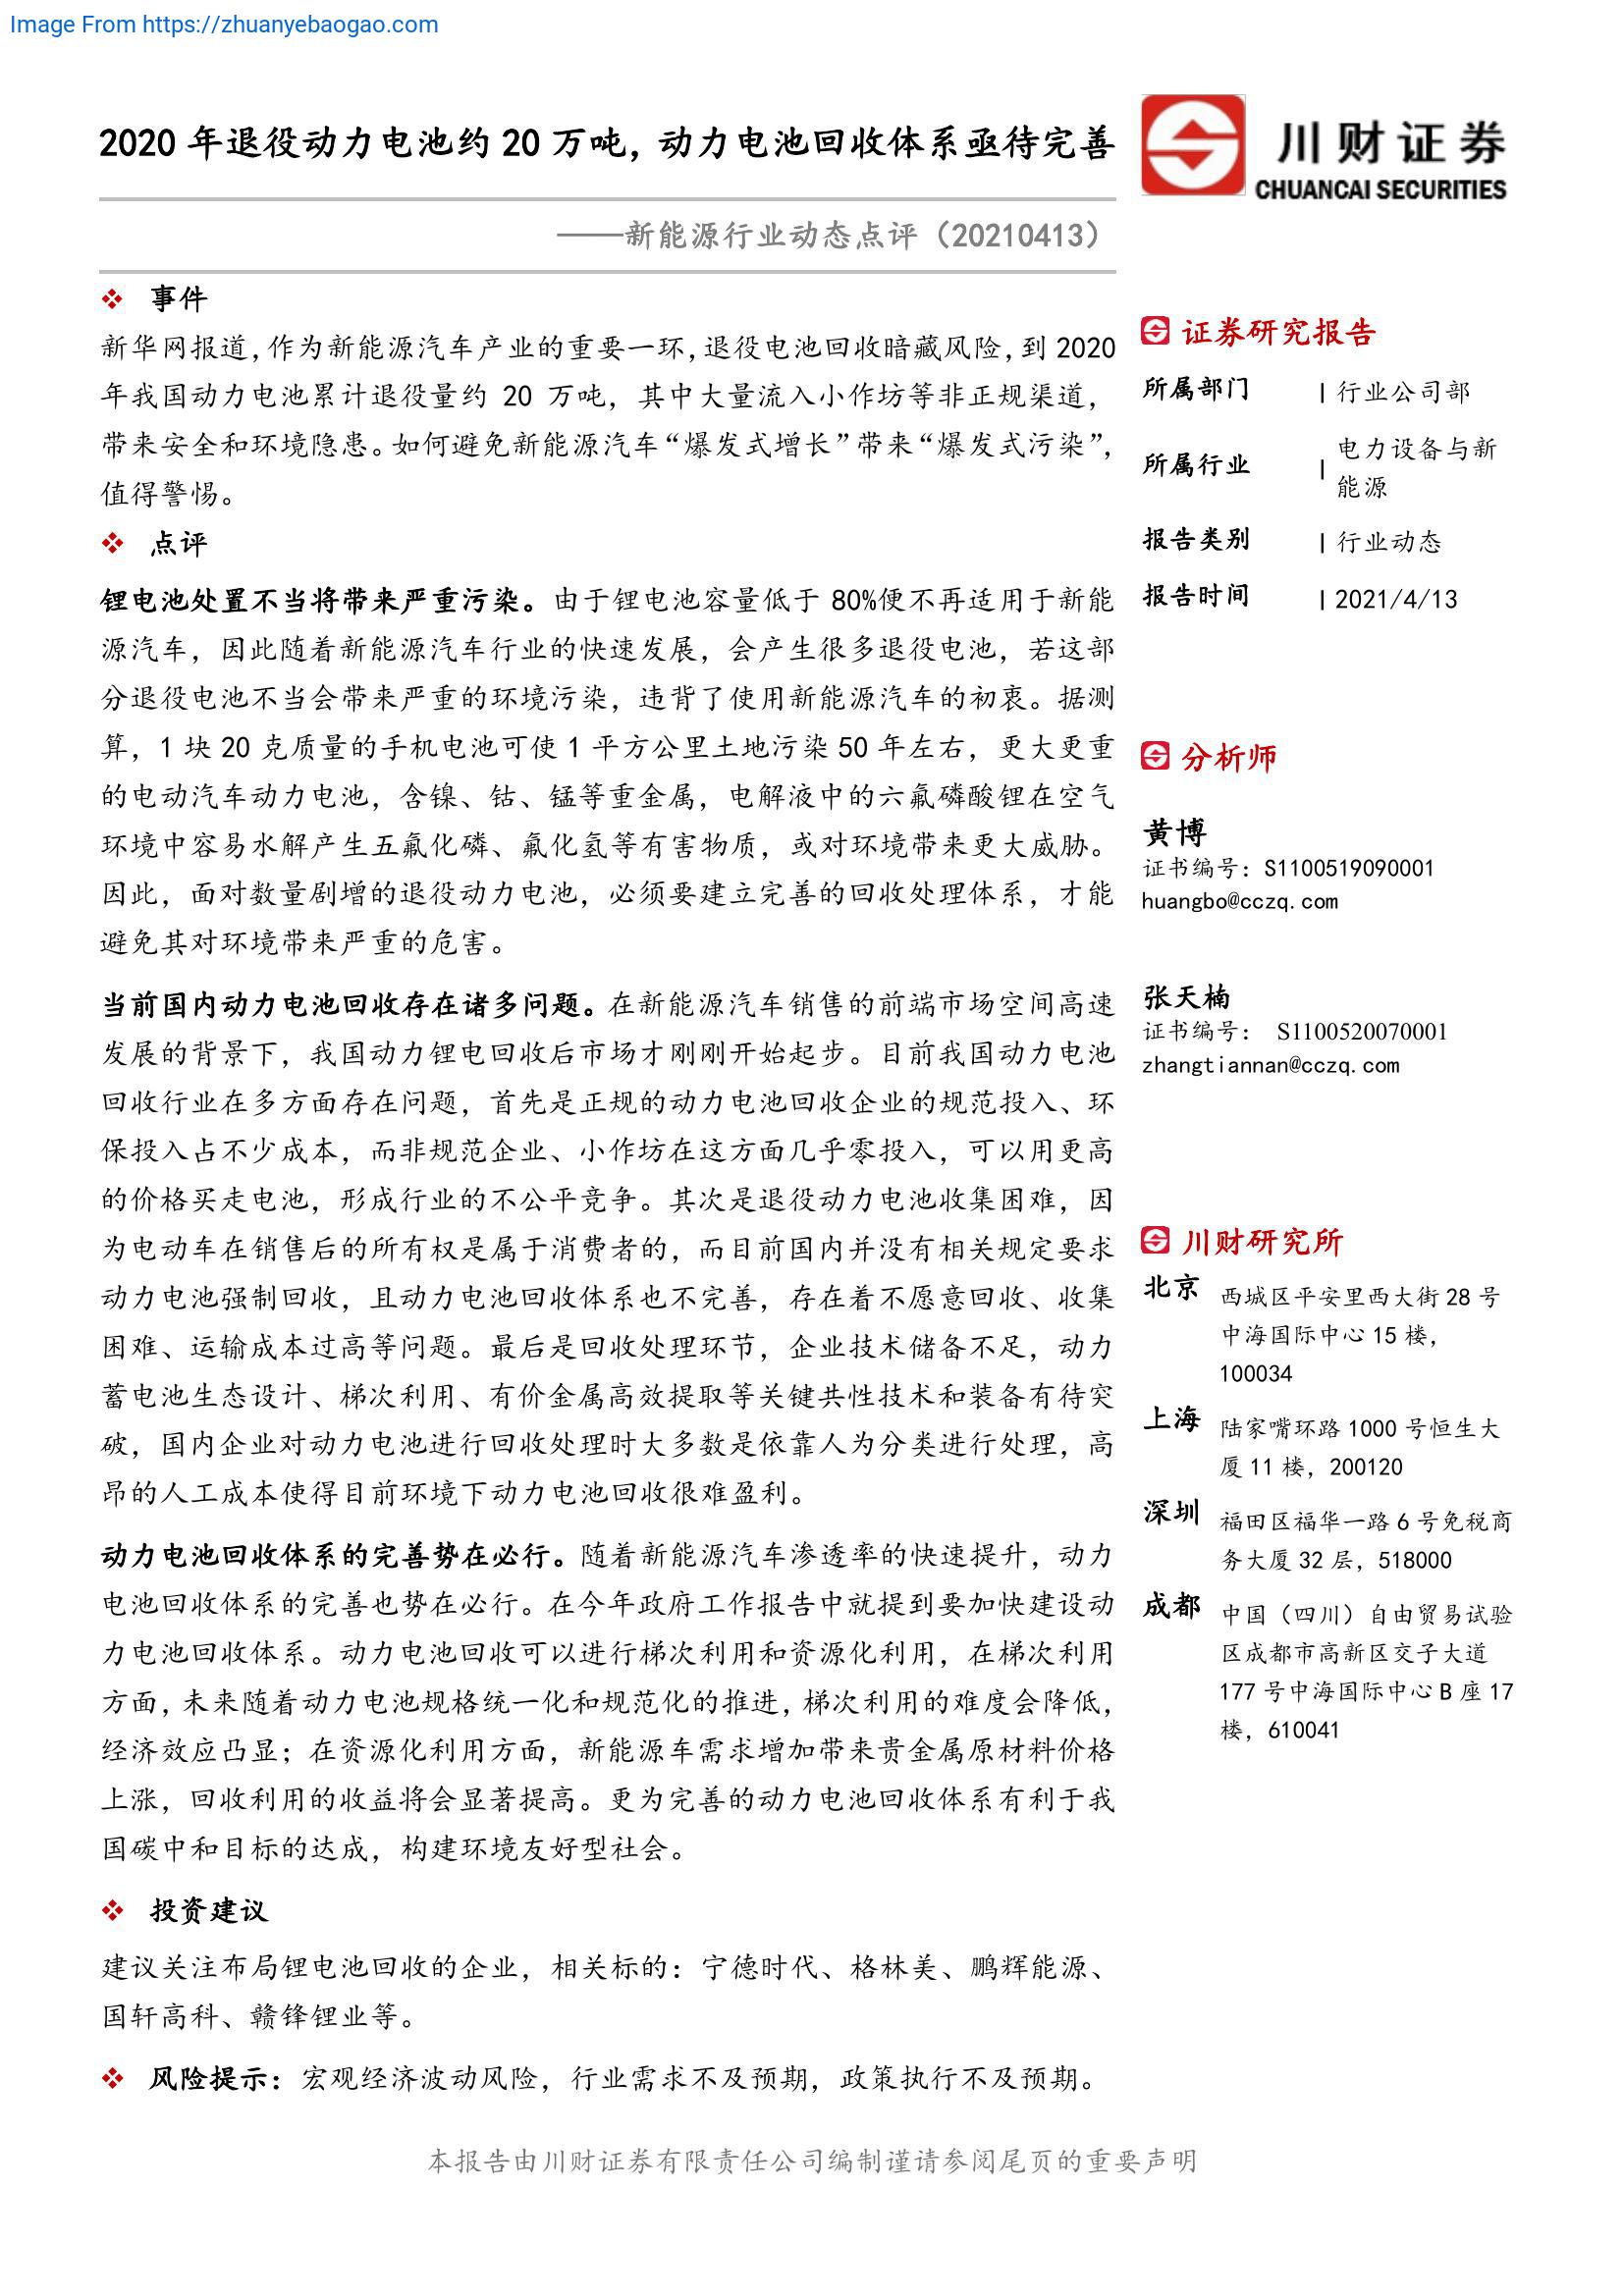 Image From https://zhuanyebaogao.com
2020 年退役动力电池约 20 万吨，动力电池回收体系亟待完善
川财证券
CHUANCAI SECURITIES
——新能源行业动态点评（20210413）
❖ 事件
新华网报道，作为新能源汽车产业的重要一环，退役电池回收暗藏风险，到 2020
年我国动力电池累计退役量约 20 万吨，其中大量流入小作坊等非正规渠道，
带来安全和环境隐患。如何避免新能源汽车“爆发式增长”带来“爆发式污染”，
值得警惕。
❖ 点评
锂电池处置不当将带来严重污染。由于锂电池容量低于 80%便不再适用于新能
源汽车，因此随着新能源汽车行业的快速发展，会产生很多退役电池，若这部
分退役电池不当会带来严重的环境污染，违背了使用新能源汽车的初衷。据测
算，1 块 20 克质量的手机电池可使 1 平方公里土地污染 50 年左右，更大更重
的电动汽车动力电池，含镍、钴、锰等重金属，电解液中的六氟磷酸锂在空气
环境中容易水解产生五氟化磷、氟化氢等有害物质，或对环境带来更大威胁。
因此，面对数量剧增的退役动力电池，必须要建立完善的回收处理体系，才能
避免其对环境带来严重的危害。
当前国内动力电池回收存在诸多问题。在新能源汽车销售的前端市场空间高速
发展的背景下，我国动力锂电回收后市场才刚刚开始起步。目前我国动力电池
回收行业在多方面存在问题，首先是正规的动力电池回收企业的规范投入、环
保投入占不少成本，而非规范企业、小作坊在这方面几乎零投入，可以用更高
的价格买走电池，形成行业的不公平竞争。其次是退役动力电池收集困难，因
为电动车在销售后的所有权是属于消费者的，而目前国内并没有相关规定要求
动力电池强制回收，且动力电池回收体系也不完善，存在着不愿意回收、收集
困难、运输成本过高等问题。最后是回收处理环节，企业技术储备不足，动力
蓄电池生态设计、梯次利用、有价金属高效提取等关键共性技术和装备有待突
破，国内企业对动力电池进行回收处理时大多数是依靠人为分类进行处理，高
昂的人工成本使得目前环境下动力电池回收很难盈利。
动力电池回收体系的完善势在必行。随着新能源汽车渗透率的快速提升，动力
电池回收体系的完善也势在必行。在今年政府工作报告中就提到要加快建设动
力电池回收体系。动力电池回收可以进行梯次利用和资源化利用，在梯次利用
方面，未来随着动力电池规格统一化和规范化的推进，梯次利用的难度会降低，
经济效应凸显；在资源化利用方面，新能源车需求增加带来贵金属原材料价格
上涨，回收利用的收益将会显著提高。更为完善的动力电池回收体系有利于我
国碳中和目标的达成，构建环境友好型社会。
❖ 投资建议
建议关注布局锂电池回收的企业，相关标的：宁德时代、格林美、鹏辉能源、
国轩高科、赣锋锂业等。
❖ 风险提示：宏观经济波动风险，行业需求不及预期，政策执行不及预期。
证券研究报告
所属部门 | 行业公司部
所属行业 | 电力设备与新
能源
报告类别 | 行业动态
报告时间 | 2021/4/13
分析师
黄博
证书编号：S1100519090001
huangbo@cczq.com
张天楠
证书编号： S1100520070001
zhangtiannan@cczq.com
川财研究所
北京 西城区平安里西大街 28 号
中海国际中心 15 楼，
100034
上海 陆家嘴环路 1000 号恒生大
厦 11 楼，200120
深圳 福田区福华一路 6 号免税商
务大厦 32 层，518000
成都 中国（四川）自由贸易试验
区成都市高新区交子大道
177 号中海国际中心 B 座 17
楼，610041
本报告由川财证券有限责任公司编制谨请参阅尾页的重要声明